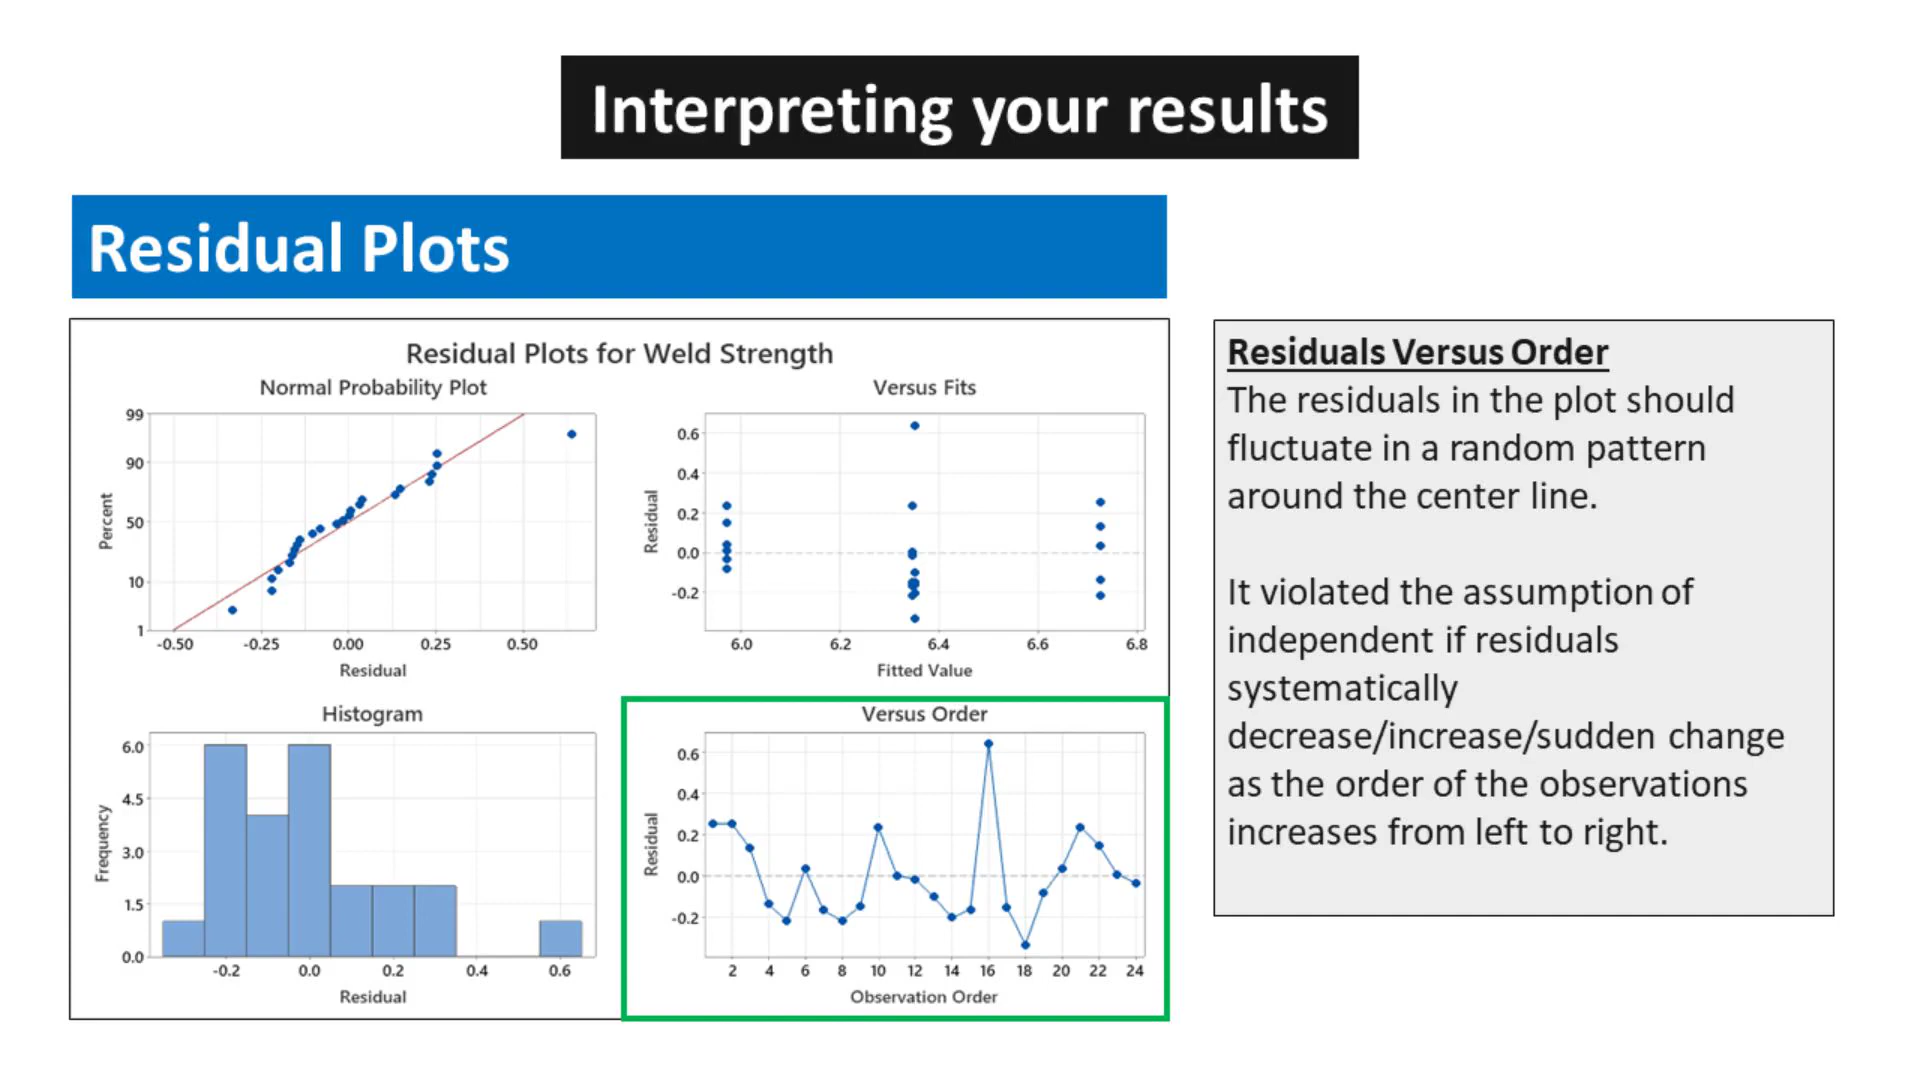 Interpreting your results
Residual Plots
Residual Plots for Weld Strength
Normal Probability Plot
99
90
50
10
1
Percent
-0.50 -0.25 0.00 0.25 0.50
Residual
Versus Fits
0.6
0.4
0.2
0.0
-0.2
Residual
6.0 6.2 6.4 6.6 6.8
Fitted Value
Histogram
6.0
4.5
3.0
1.5
0.0
Frequency
-0.2 0.0 0.2 0.4 0.6
Residual
Versus Order
0.6
0.4
0.2
0.0
-0.2
Residual
2 4 6 8 10 12 14 16 18 20 22 24
Observation Order
Residuals Versus Order
The residuals in the plot should
fluctuate in a random pattern
around the center line.
It violated the assumption of
independent if residuals
systematically
decrease/increase/sudden change
as the order of the observations
increases from left to right.